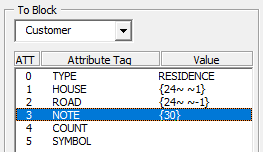 To Block
Customer
ATT Attribute Tag Value
0 TYPE RESIDENCE
1 HOUSE {24~ ~1}
2 ROAD {24~ ~-1}
3 NOTE {30}
4 COUNT
5 SYMBOL